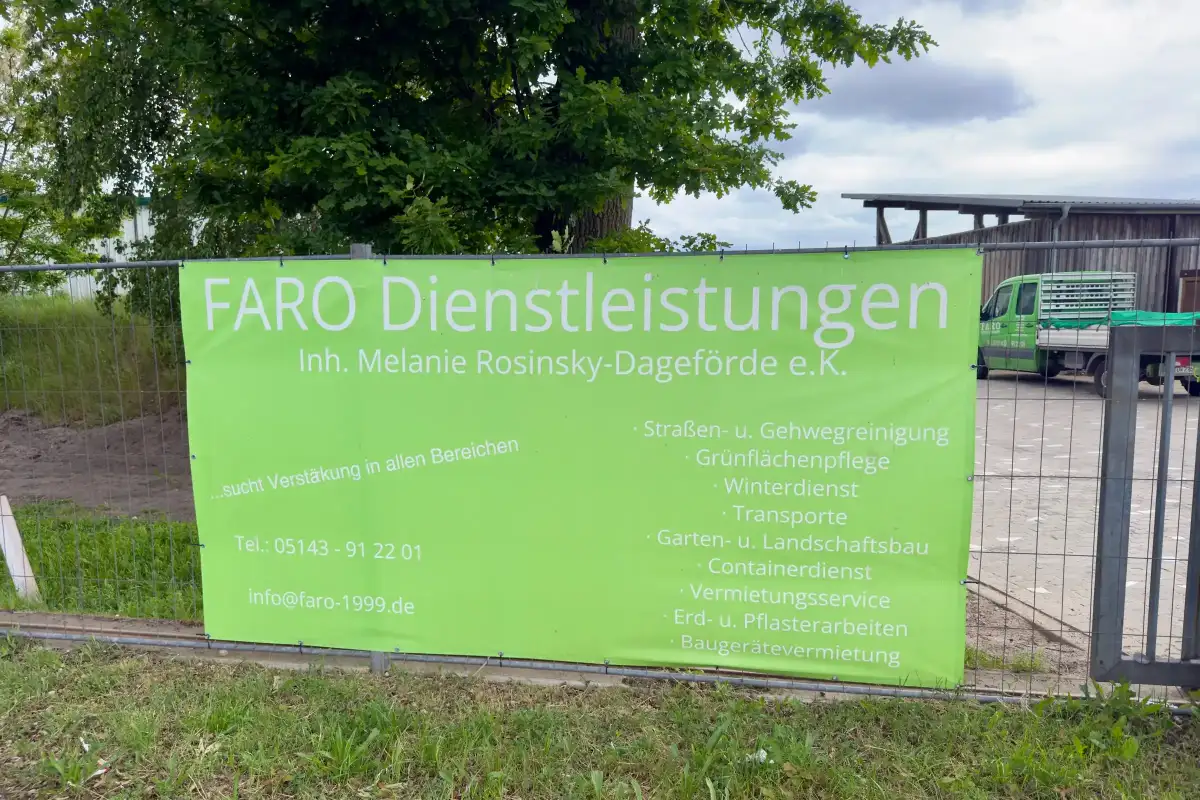 FARO Dienstleistungen
Inh. Melanie Rosinsky-Dageförde e.K.
...sucht Verstäkung in allen Bereichen
Tel.: 05143 - 91 22 01
info@faro-1999.de
· Straßen- u. Gehwegreinigung
· Grünflächenpflege
· Winterdienst
· Transporte
· Garten- u. Landschaftsbau
· Containerdienst
· Vermietungsservice
· Erd- u. Pflasterarbeiten
· Baugerätevermietung
FARO